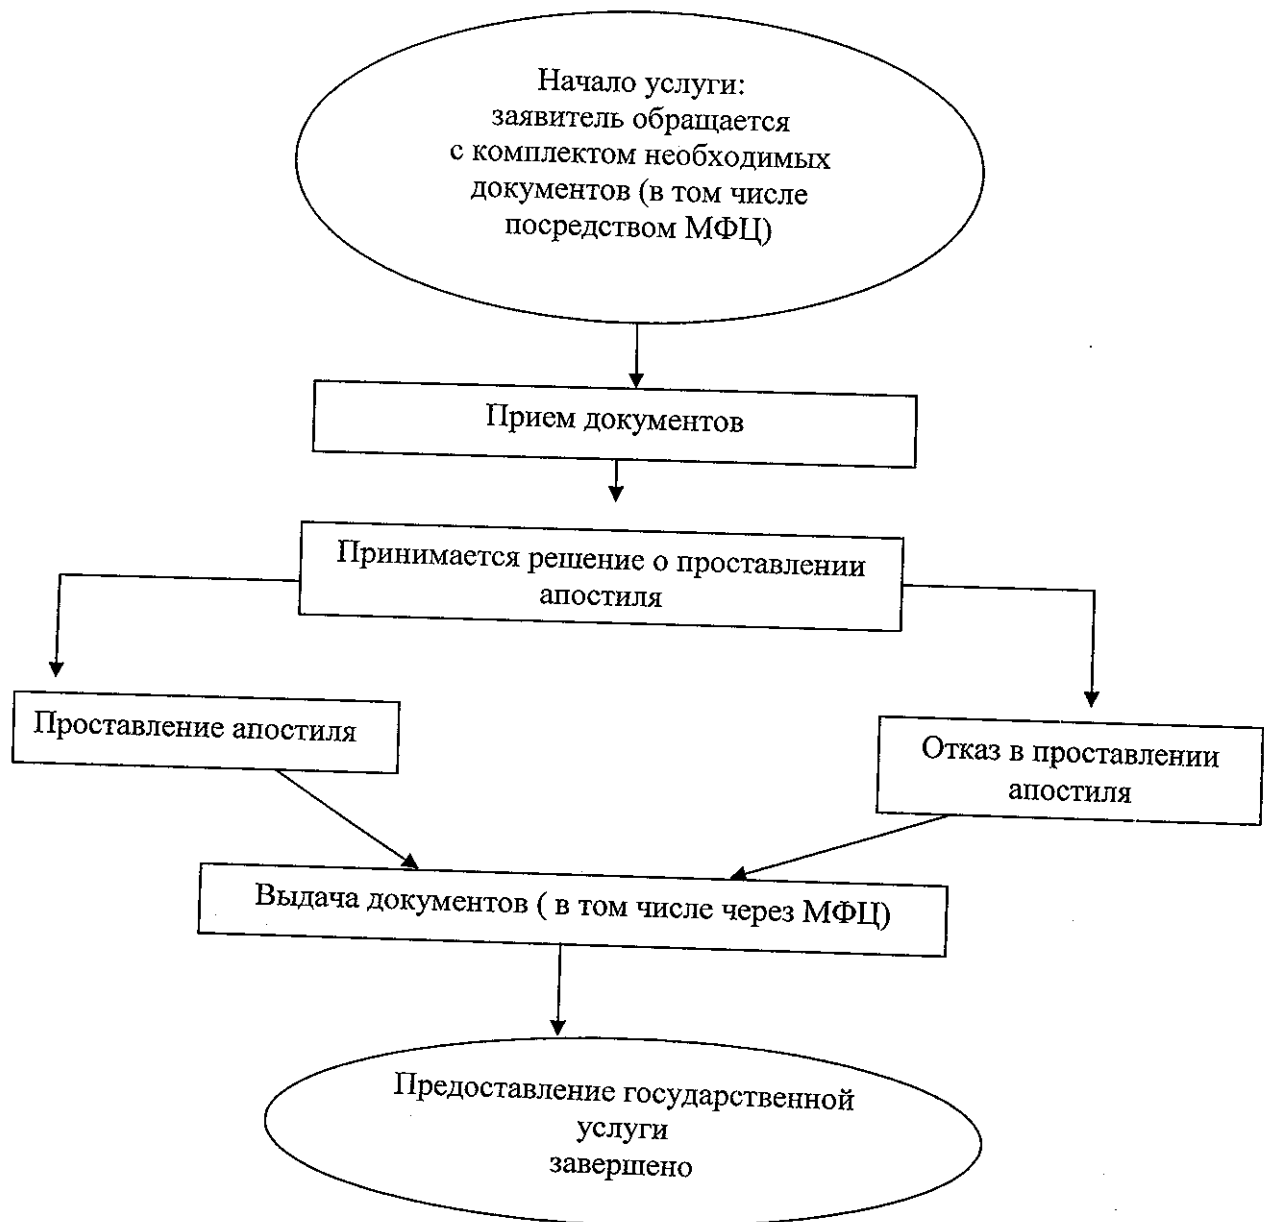 Начало услуги:
заявитель обращается
с комплектом необходимых
документов (в том числе
посредством МФЦ)
Прием документов
Принимается решение о проставлении
апостиля
Проставление апостиля
Отказ в проставлении
апостиля
Выдача документов ( в том числе через МФЦ)
Предоставление государственной
услуги
завершено